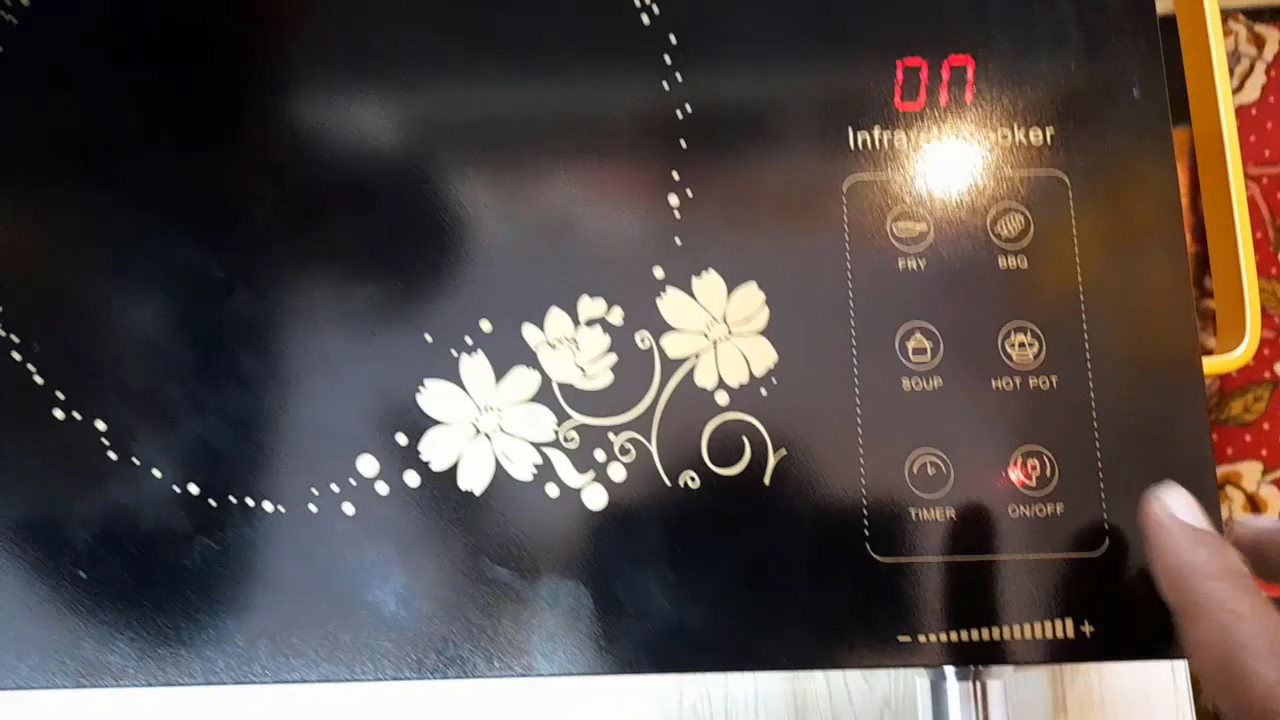 ON
FRY BBQ
SOUP HOT POT
TIMER ON/OFF
- +